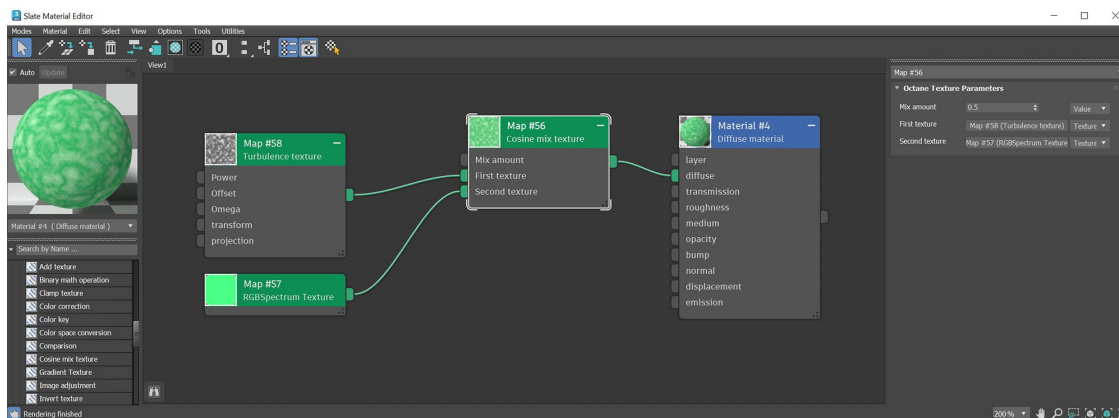 Slate Material Editor
Modes Material Edit Select View Options Tools Utilities
0
Auto Update
View1
Material #4 ( Diffuse material )
Search by Name ...
Add texture
Binary math operation
Clamp texture
Color correction
Color key
Color space conversion
Comparison
Cosine mix texture
Gradient Texture
Image adjustment
Invert texture
Map #58
Turbulence texture
Power
Offset
Omega
transform
projection
Map #57
RGBSpectrum Texture
Map #56
Cosine mix texture
Mix amount
First texture
Second texture
Material #4
Diffuse material
layer
diffuse
transmission
roughness
medium
opacity
bump
normal
displacement
emission
Map #56
Octane Texture Parameters
Mix amount 0.5 Value
First texture Map #58 (Turbulence texture) Texture
Second texture Map #57 (RGBSpectrum Texture Texture
Rendering finished
200 %